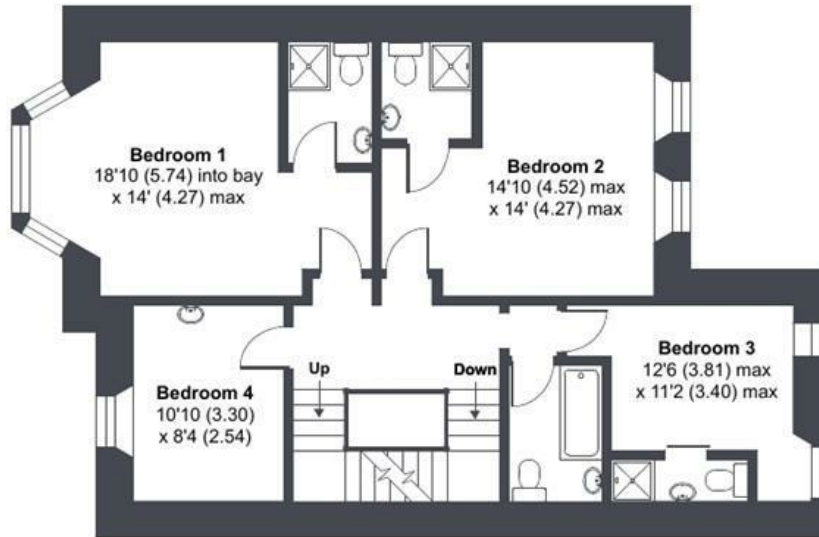 Bedroom 1
18'10 (5.74) into bay
x 14' (4.27) max
Bedroom 2
14'10 (4.52) max
x 14' (4.27) max
Bedroom 3
12'6 (3.81) max
x 11'2 (3.40) max
Up
Down
Bedroom 4
10'10 (3.30)
x 8'4 (2.54)